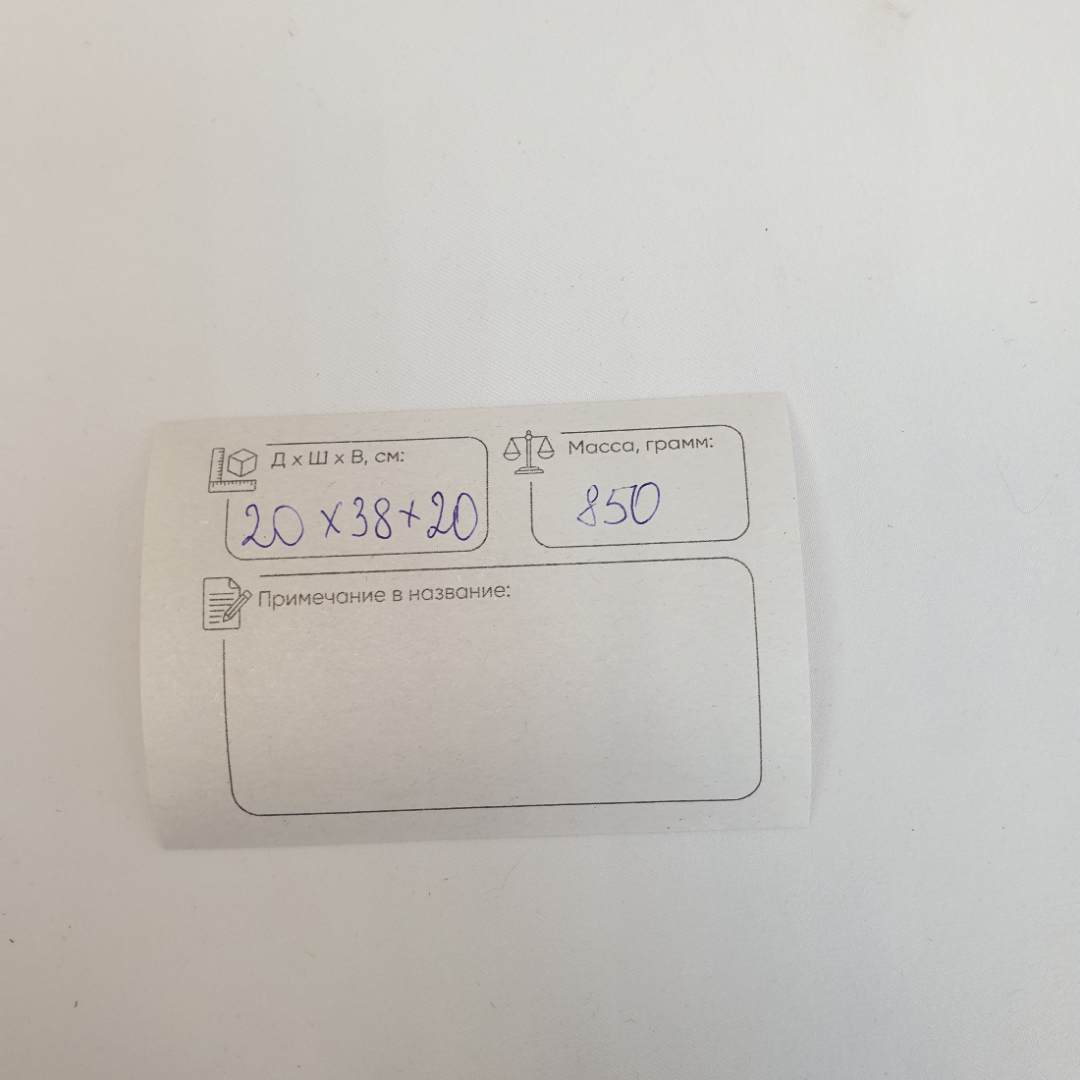 Д х Ш х В, см:
20 x 38 + 20
Масса, грамм:
850
Примечание в название: